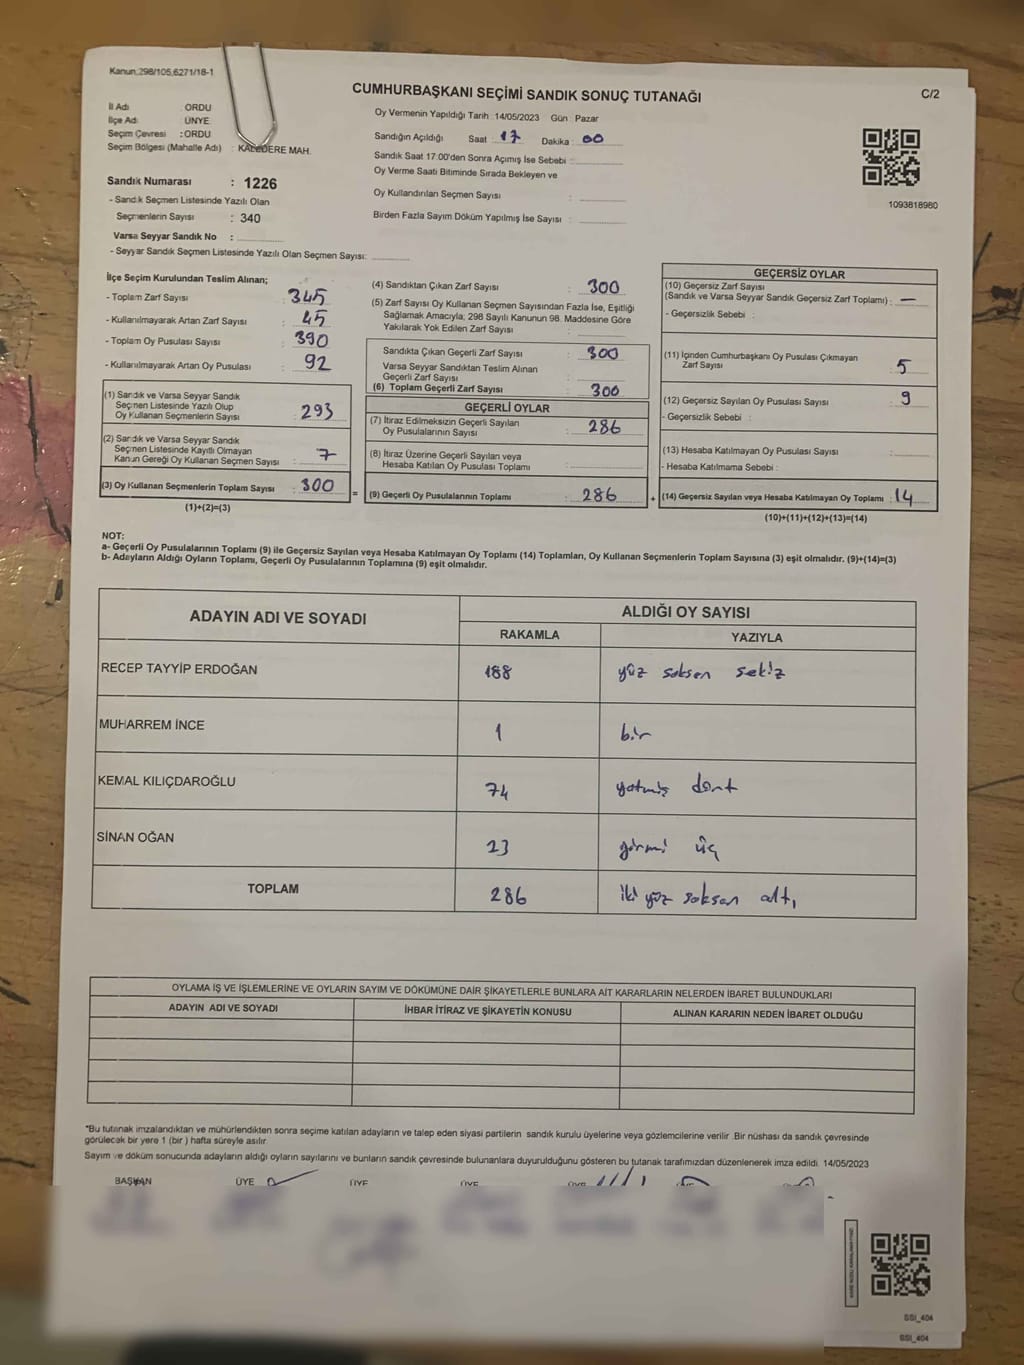 Kanun:298/105,6271/18-1
CUMHURBAŞKANI SEÇİMİ SANDIK SONUÇ TUTANAĞI
C/2
İl Adı : ORDU
İlçe Adı : ÜNYE
Seçim Çevresi : ORDU
Seçim Bölgesi (Mahalle Adı) : KALEDERE MAH.
Oy Vermenin Yapıldığı Tarih : 14/05/2023 Gün : Pazar
Sandığın Açıldığı Saat : 17 Dakika : 00
Sandık Saat 17.00'den Sonra Açımış İse Sebebi :
Oy Verme Saati Bitiminde Sırada Bekleyen ve
Oy Kullandırılan Seçmen Sayısı :
Birden Fazla Sayım Döküm Yapılmış İse Sayısı :
1093818980
Sandık Numarası : 1226
- Sandık Seçmen Listesinde Yazılı Olan
Seçmenlerin Sayısı : 340
Varsa Seyyar Sandık No :
- Seyyar Sandık Seçmen Listesinde Yazılı Olan Seçmen Sayısı:
İlçe Seçim Kurulundan Teslim Alınan;
- Toplam Zarf Sayısı : 345
- Kullanılmayarak Artan Zarf Sayısı : 45
- Toplam Oy Pusulası Sayısı : 390
- Kullanılmayarak Artan Oy Pusulası : 92
(1) Sandık ve Varsa Seyyar Sandık
Seçmen Listesinde Yazılı Olup
Oy Kullanan Seçmenlerin Sayısı : 293
(2) Sandık ve Varsa Seyyar Sandık
Seçmen Listesinde Kayıtlı Olmayan
Kanun Gereği Oy Kullanan Seçmen Sayısı : 7
(3) Oy Kullanan Seçmenlerin Toplam Sayısı : 300
(1)+(2)=(3)
(4) Sandıktan Çıkan Zarf Sayısı : 300
(5) Zarf Sayısı Oy Kullanan Seçmen Sayısından Fazla İse, Eşitliği
Sağlamak Amacıyla; 298 Sayılı Kanunun 98. Maddesine Göre
Yakılarak Yok Edilen Zarf Sayısı :
Sandıkta Çıkan Geçerli Zarf Sayısı : 300
Varsa Seyyar Sandıktan Teslim Alınan
Geçerli Zarf Sayısı :
(6) Toplam Geçerli Zarf Sayısı : 300
GEÇERLİ OYLAR
(7) İtiraz Edilmeksizin Geçerli Sayılan
Oy Pusulalarının Sayısı : 286
(8) İtiraz Üzerine Geçerli Sayılan veya
Hesaba Katılan Oy Pusulası Toplamı :
= (9) Geçerli Oy Pusulalarının Toplamı : 286 +
GEÇERSİZ OYLAR
(10) Geçersiz Zarf Sayısı
(Sandık ve Varsa Seyyar Sandık Geçersiz Zarf Toplamı) : —
- Geçersizlik Sebebi :
(11) İçinden Cumhurbaşkanı Oy Pusulası Çıkmayan
Zarf Sayısı : 5
(12) Geçersiz Sayılan Oy Pusulası Sayısı : 9
- Geçersizlik Sebebi :
(13) Hesaba Katılmayan Oy Pusulası Sayısı :
- Hesaba Katılmama Sebebi :
(14) Geçersiz Sayılan veya Hesaba Katılmayan Oy Toplamı : 14
(10)+(11)+(12)+(13)=(14)
NOT:
a- Geçerli Oy Pusulalarının Toplamı (9) ile Geçersiz Sayılan veya Hesaba Katılmayan Oy Toplamı (14) Toplamları, Oy Kullanan Seçmenlerin Toplam Sayısına (3) eşit olmalıdır. (9)+(14)=(3)
b- Adayların Aldığı Oyların Toplamı, Geçerli Oy Pusulalarının Toplamına (9) eşit olmalıdır.
ADAYIN ADI VE SOYADI ALDIĞI OY SAYISI
RAKAMLA YAZIYLA
RECEP TAYYİP ERDOĞAN 188 yüz seksen sekiz
MUHARREM İNCE 1 bir
KEMAL KILIÇDAROĞLU 74 yetmiş dört
SİNAN OĞAN 23 yirmi üç
TOPLAM 286 iki yüz seksen altı
OYLAMA İŞ VE İŞLEMLERİNE VE OYLARIN SAYIM VE DÖKÜMÜNE DAİR ŞİKAYETLERLE BUNLARA AİT KARARLARIN NELERDEN İBARET BULUNDUKLARI
ADAYIN ADI VE SOYADI İHBAR İTİRAZ VE ŞİKAYETİN KONUSU ALINAN KARARIN NEDEN İBARET OLDUĞU
*Bu tutanak imzalandıktan ve mühürlendikten sonra seçime katılan adayların ve talep eden siyasi partilerin sandık kurulu üyelerine veya gözlemcilerine verilir. Bir nüshası da sandık çevresinde
görülecek bir yere 1 (bir ) hafta süreyle asılır.
Sayım ve döküm sonucunda adayların aldığı oyların sayılarını ve bunların sandık çevresinde bulunanlara duyurulduğunu gösteren bu tutanak tarafımızdan düzenlenerek imza edildi. 14/05/2023
BAŞKAN ÜYE ÜYE ÜYE ÜYE
SSI_404
SSI_404